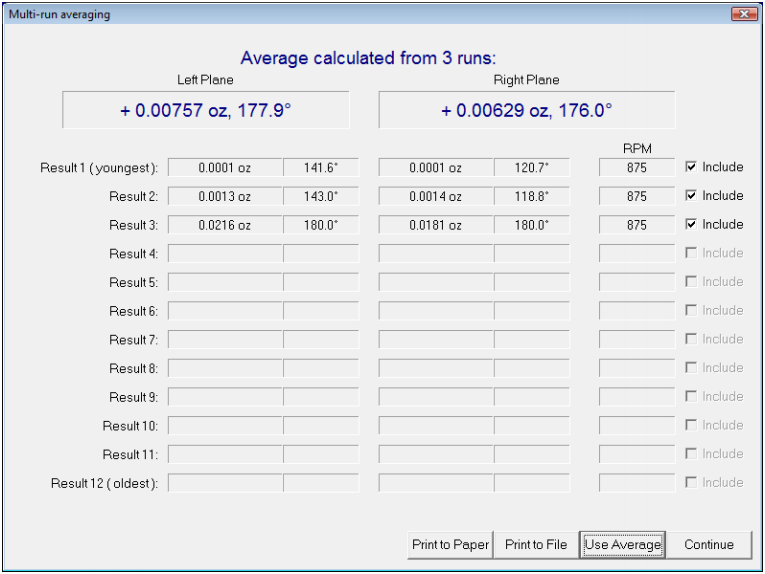 Multi-run averaging
Average calculated from 3 runs:
Left Plane Right Plane
+ 0.00757 oz, 177.9° + 0.00629 oz, 176.0°
RPM
Result 1 ( youngest): 0.0001 oz 141.6° 0.0001 oz 120.7° 875 Include
Result 2: 0.0013 oz 143.0° 0.0014 oz 118.8° 875 Include
Result 3: 0.0216 oz 180.0° 0.0181 oz 180.0° 875 Include
Result 4: Include
Result 5: Include
Result 6: Include
Result 7: Include
Result 8: Include
Result 9: Include
Result 10: Include
Result 11: Include
Result 12 ( oldest): Include
Print to Paper Print to File Use Average Continue